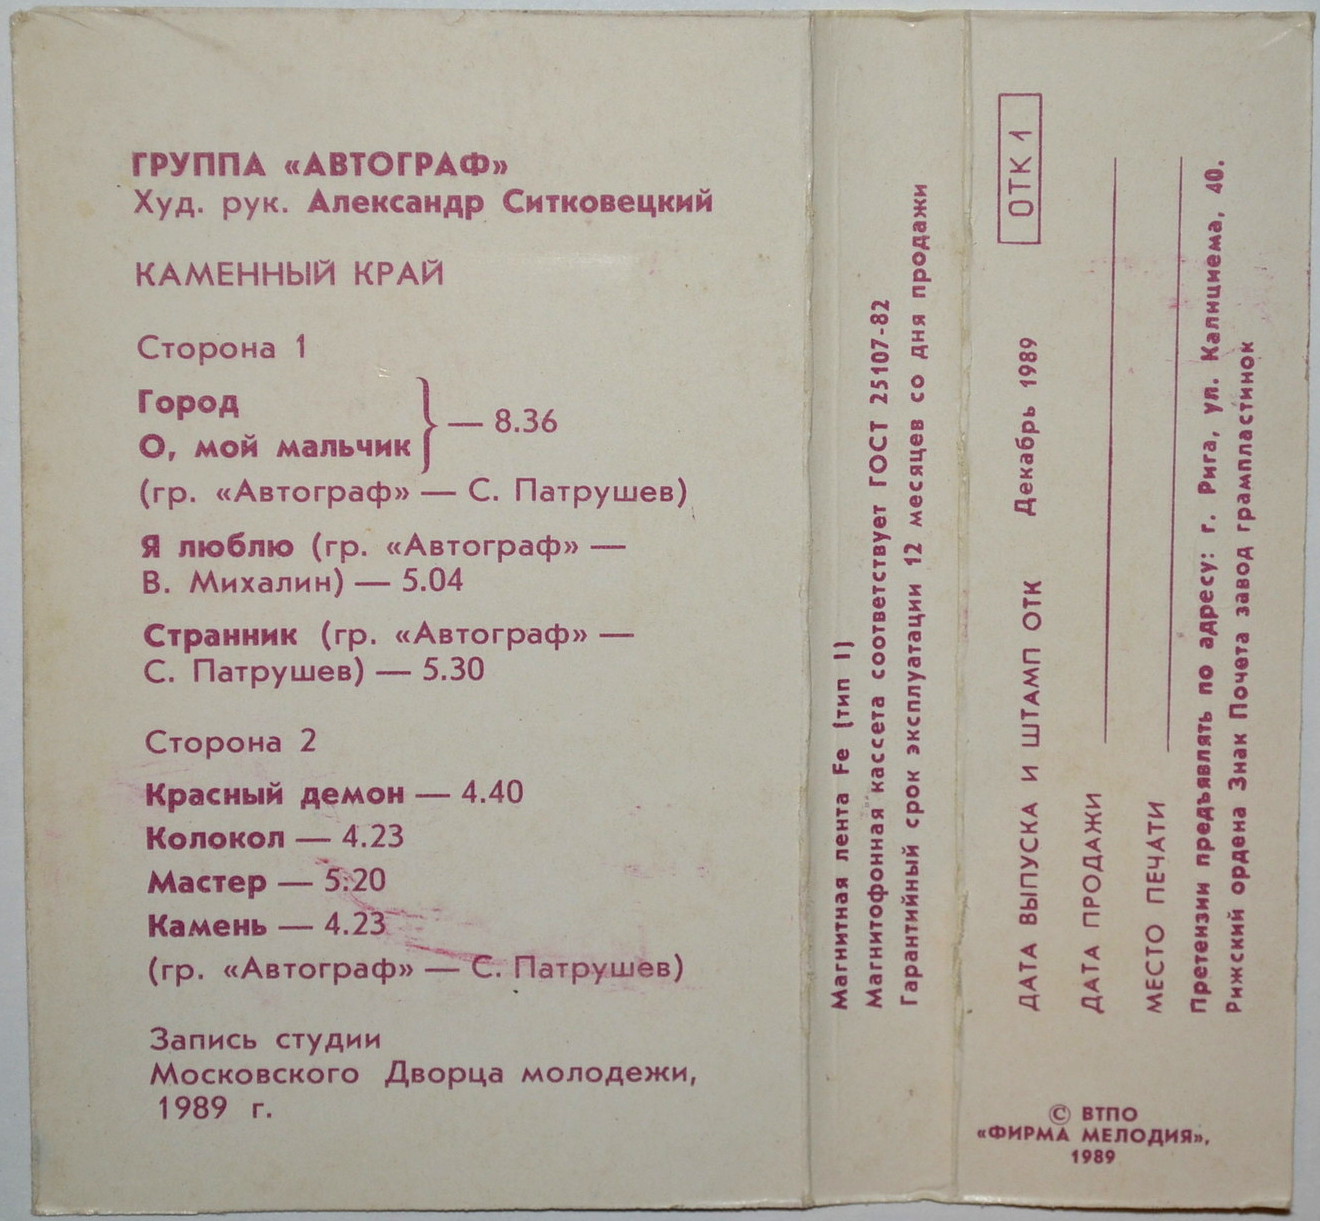 ГРУППА «АВТОГРАФ»
Худ. рук. Александр Ситковецкий
КАМЕННЫЙ КРАЙ
Сторона 1
Город
О, мой мальчик } — 8.36
(гр. «Автограф» — С. Патрушев)
Я люблю (гр. «Автограф» —
В. Михалин) — 5.04
Странник (гр. «Автограф» —
С. Патрушев) — 5.30
Сторона 2
Красный демон — 4.40
Колокол — 4.23
Мастер — 5:20
Камень — 4.23
(гр. «Автограф» — С. Патрушев)
Запись студии
Московского Дворца молодежи,
1989 г.
Магнитная лента Fe (тип I)
Магнитофонная кассета соответствует ГОСТ 25107-82
Гарантийный срок эксплуатации 12 месяцев со дня продажи
ДАТА ВЫПУСКА И ШТАМП ОТК Декабрь 1989 ОТК 1
ДАТА ПРОДАЖИ
МЕСТО ПЕЧАТИ
Претензии предъявлять по адресу: г. Рига, ул. Калнциема, 40.
Рижский ордена Знак Почета завод грампластинок
© ВТПО
«ФИРМА МЕЛОДИЯ»,
1989